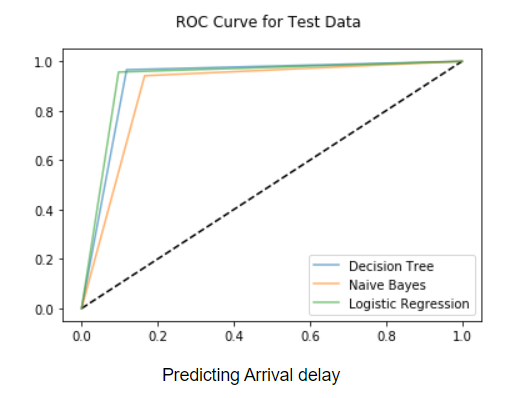 ROC Curve for Test Data
1.0
0.8
0.6
0.4
0.2
0.0
Decision Tree
Naive Bayes
Logistic Regression
0.0 0.2 0.4 0.6 0.8 1.0
Predicting Arrival delay